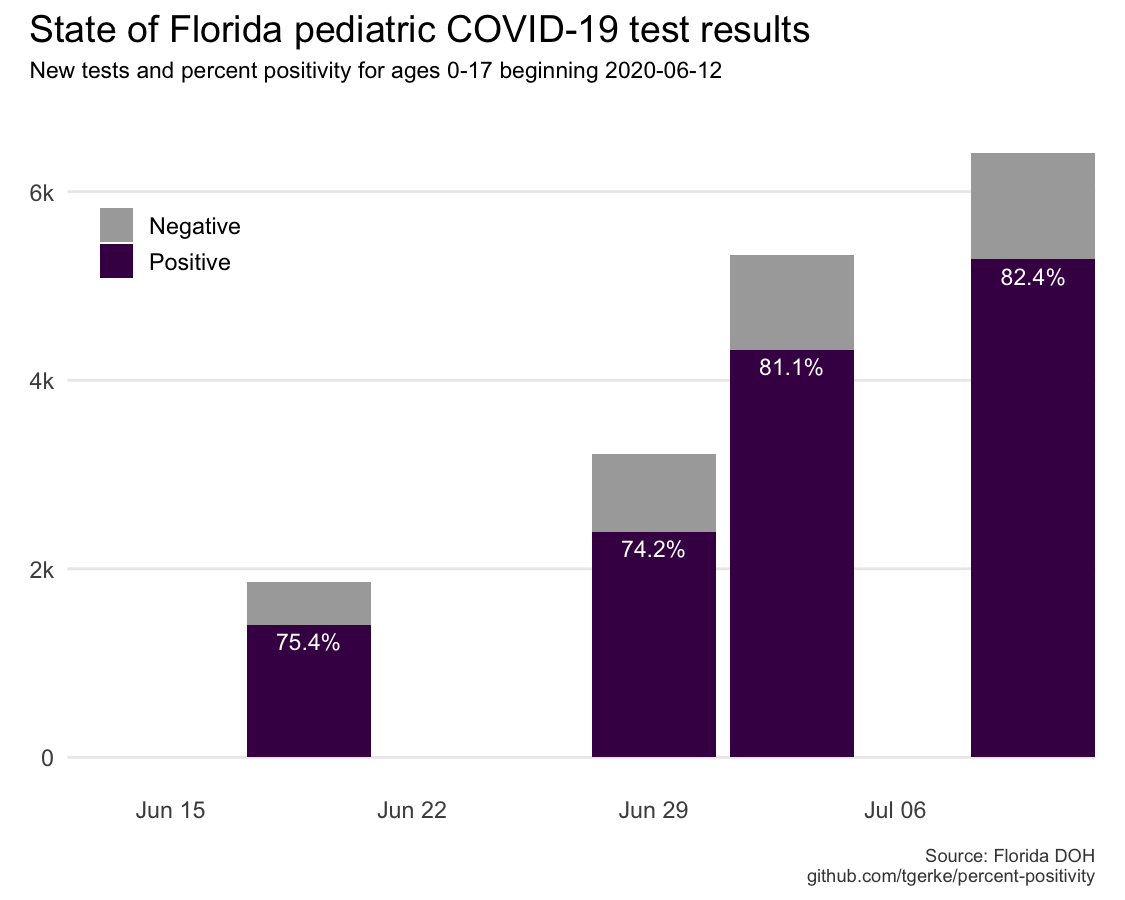 State of Florida pediatric COVID-19 test results
New tests and percent positivity for ages 0-17 beginning 2020-06-12
6k
Negative
Positive
82.4%
81.1%
4k
74.2%
2k
75.4%
0
Jun 15
Jun 22
Jun 29
Jul 06
Source: Florida DOH
github.com/tgerke/percent-positivity